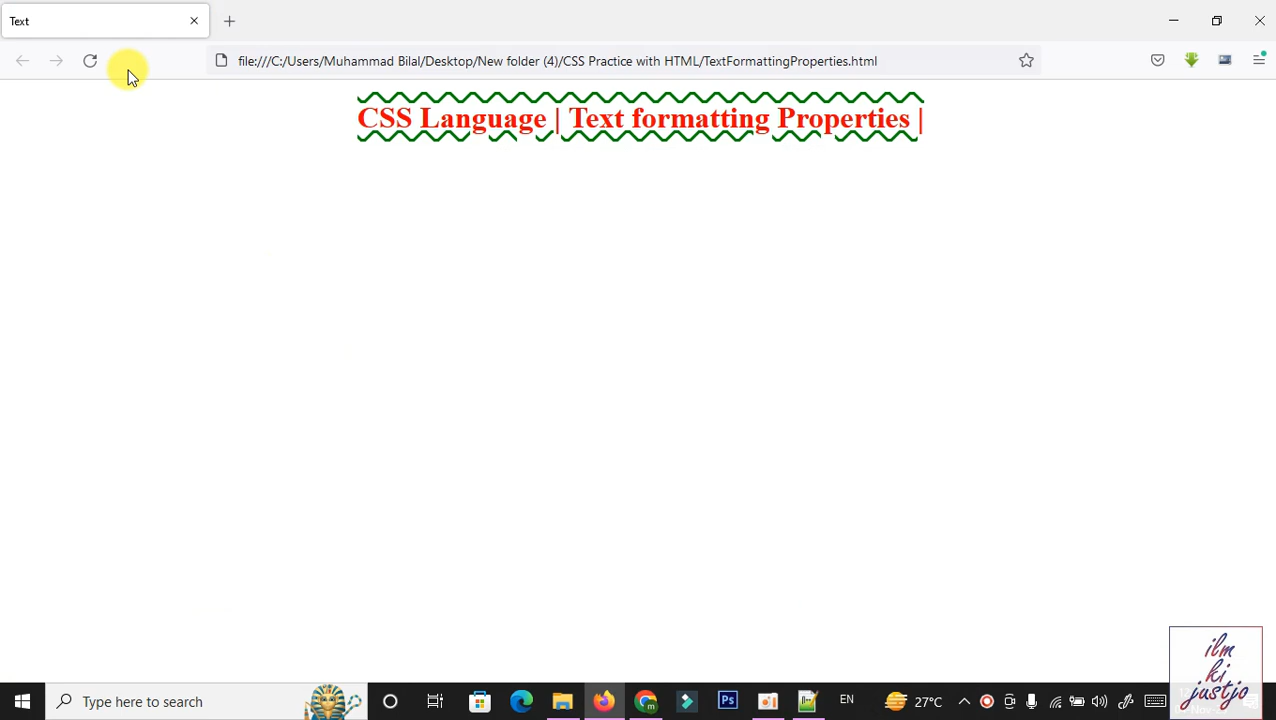 Text
file:///C:/Users/Muhammad Bilal/Desktop/New folder (4)/CSS Practice with HTML/TextFormattingProperties.html
CSS Language | Text formatting Properties |
ilm
ki
justjo
Type here to search
Ps
EN
27°C